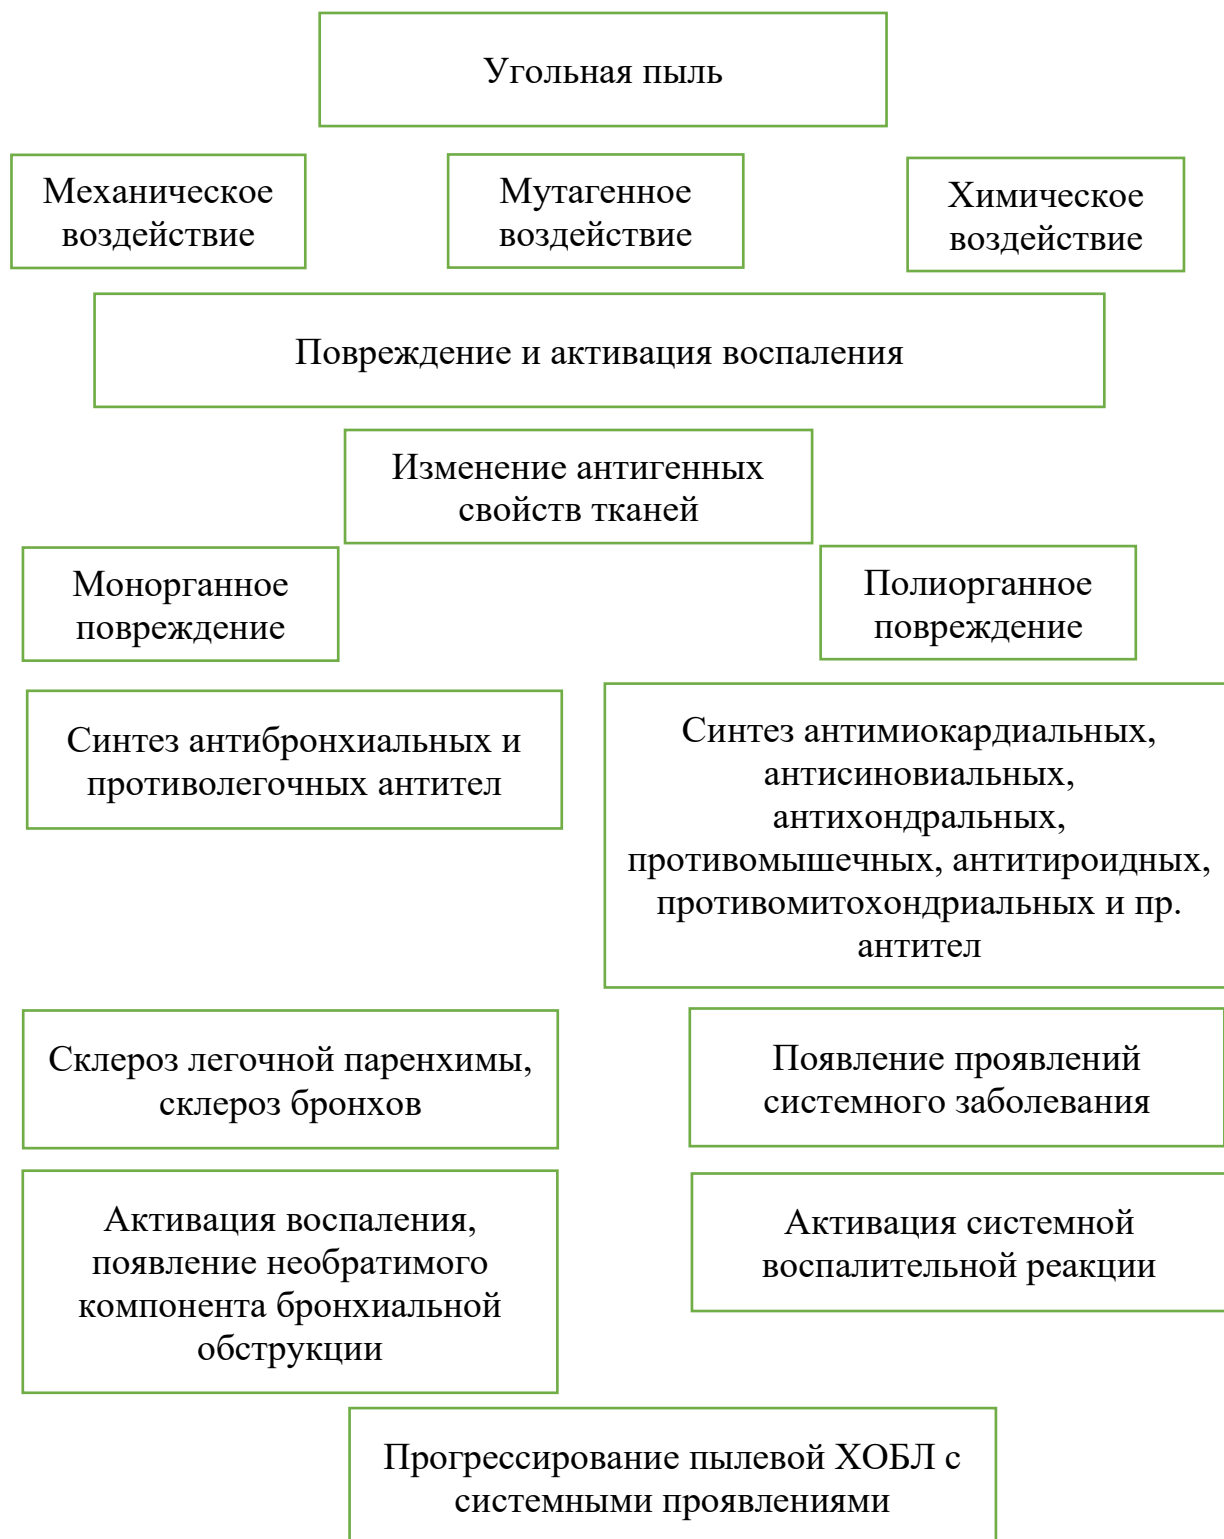 Угольная пыль
Механическое
воздействие
Мутагенное
воздействие
Химическое
воздействие
Повреждение и активация воспаления
Изменение антигенных
свойств тканей
Монорганное
повреждение
Полиорганное
повреждение
Синтез антибронхиальных и
противолегочных антител
Синтез антимиокардиальных,
антисиновиальных,
антихондральных,
противомышечных, антитироидных,
противомитохондриальных и пр.
антител
Склероз легочной паренхимы,
склероз бронхов
Появление проявлений
системного заболевания
Активация воспаления,
появление необратимого
компонента бронхиальной
обструкции
Активация системной
воспалительной реакции
Прогрессирование пылевой ХОБЛ с
системными проявлениями